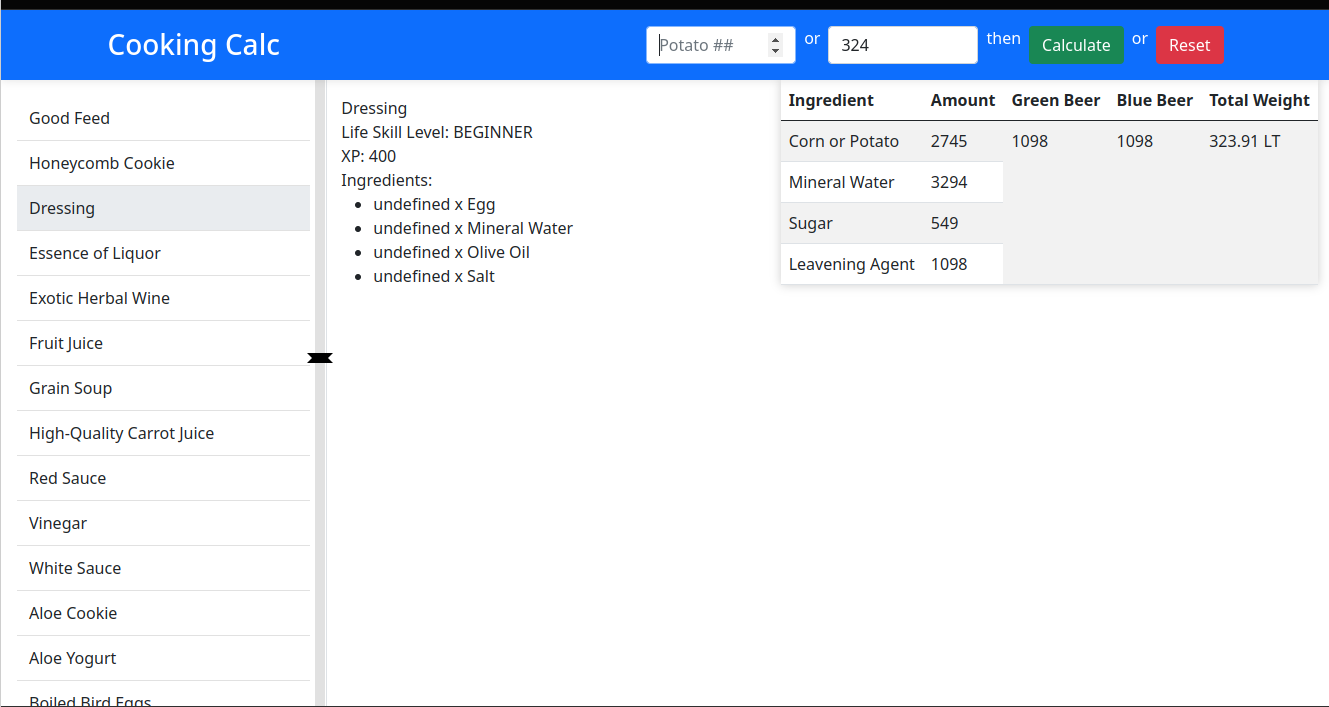 Cooking Calc
Potato ## or 324 then Calculate or Reset
Good Feed
Honeycomb Cookie
Dressing
Essence of Liquor
Exotic Herbal Wine
Fruit Juice
Grain Soup
High-Quality Carrot Juice
Red Sauce
Vinegar
White Sauce
Aloe Cookie
Aloe Yogurt
Boiled Bird Eggs
Dressing
Life Skill Level: BEGINNER
XP: 400
Ingredients:
undefined x Egg
undefined x Mineral Water
undefined x Olive Oil
undefined x Salt
Ingredient Amount Green Beer Blue Beer Total Weight
Corn or Potato 2745 1098 1098 323.91 LT
Mineral Water 3294
Sugar 549
Leavening Agent 1098